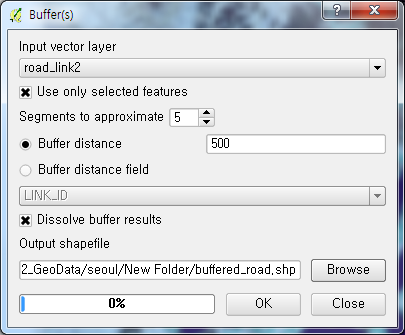 Buffer(s)
Input vector layer
road_link2
Use only selected features
Segments to approximate 5
Buffer distance 500
Buffer distance field
LINK_ID
Dissolve buffer results
Output shapefile
2_GeoData/seoul/New Folder/buffered_road.shp Browse
0% OK Close